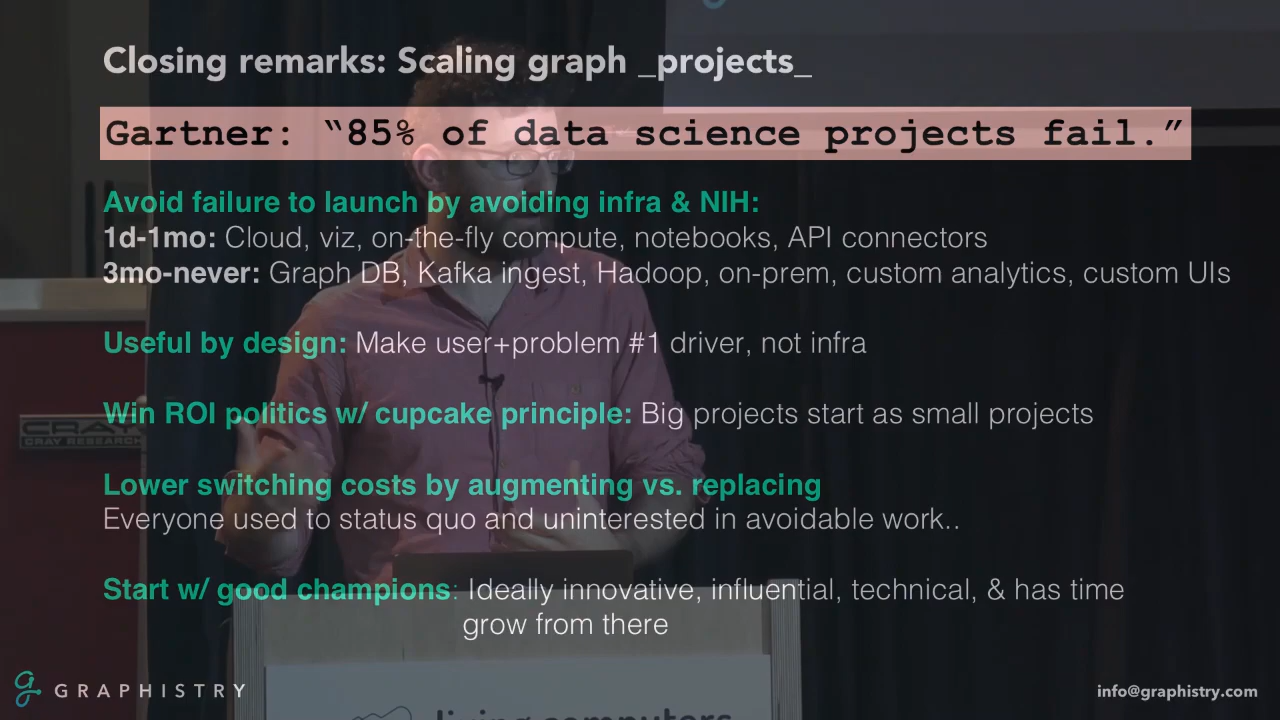 Closing remarks: Scaling graph _projects_
Gartner: “85% of data science projects fail.”
Avoid failure to launch by avoiding infra & NIH:
1d-1mo: Cloud, viz, on-the-fly compute, notebooks, API connectors
3mo-never: Graph DB, Kafka ingest, Hadoop, on-prem, custom analytics, custom UIs
Useful by design: Make user+problem #1 driver, not infra
Win ROI politics w/ cupcake principle: Big projects start as small projects
CRAY
CRAY RESEARCH
Lower switching costs by augmenting vs. replacing
Everyone used to status quo and uninterested in avoidable work..
Start w/ good champions: Ideally innovative, influential, technical, & has time
grow from there
GRAPHISTRY
info@graphistry.com
living computers